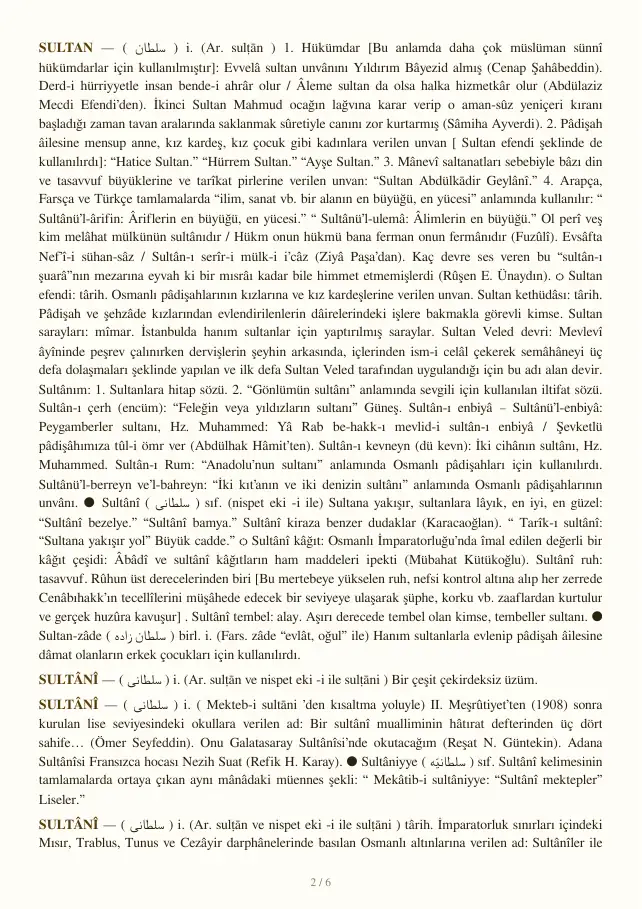 SULTAN — ( سلطان ) i. (Ar. sulṭān ) 1. Hükümdar [Bu anlamda daha çok müslüman sünnî
hükümdarlar için kullanılmıştır]: Evvelâ sultan unvânını Yıldırım Bâyezid almış (Cenap Şahâbeddin).
Derd-i hürriyyetle insan bende-i ahrâr olur / Âleme sultan da olsa halka hizmetkâr olur (Abdülaziz
Mecdi Efendi’den). İkinci Sultan Mahmud ocağın lağvına karar verip o aman-sûz yeniçeri kıranı
başladığı zaman tavan aralarında saklanmak sûretiyle canını zor kurtarmış (Sâmiha Ayverdi). 2. Pâdişah
âilesine mensup anne, kız kardeş, kız çocuk gibi kadınlara verilen unvan [ Sultan efendi şeklinde de
kullanılırdı]: “Hatice Sultan.” “Hürrem Sultan.” “Ayşe Sultan.” 3. Mânevî saltanatları sebebiyle bâzı din
ve tasavvuf büyüklerine ve tarîkat pirlerine verilen unvan: “Sultan Abdülkādir Geylânî.” 4. Arapça,
Farsça ve Türkçe tamlamalarda “ilim, sanat vb. bir alanın en büyüğü, en yücesi” anlamında kullanılır: “
Sultânü’l-ârifin: Âriflerin en büyüğü, en yücesi.” “ Sultânü’l-ulemâ: Âlimlerin en büyüğü.” Ol perî veş
kim melâhat mülkünün sultânıdır / Hükm onun hükmü bana ferman onun fermânıdır (Fuzûlî). Evsâfta
Nef’î-i sühan-sâz / Sultân-ı serîr-i mülk-i i’câz (Ziyâ Paşa’dan). Kaç devre ses veren bu “sultân-ı
şuarâ”nın mezarına eyvah ki bir mısrâı kadar bile himmet etmemişlerdi (Rûşen E. Ünaydın). ѻ Sultan
efendi: târih. Osmanlı pâdişahlarının kızlarına ve kız kardeşlerine verilen unvan. Sultan kethüdâsı: târih.
Pâdişah ve şehzâde kızlarından evlendirilenlerin dâirelerindeki işlere bakmakla görevli kimse. Sultan
sarayları: mîmar. İstanbulda hanım sultanlar için yaptırılmış saraylar. Sultan Veled devri: Mevlevî
âyîninde peşrev çalınırken dervişlerin şeyhin arkasında, içlerinden ism-i celâl çekerek semâhâneyi üç
defa dolaşmaları şeklinde yapılan ve ilk defa Sultan Veled tarafından uygulandığı için bu adı alan devir.
Sultânım: 1. Sultanlara hitap sözü. 2. “Gönlümün sultânı” anlamında sevgili için kullanılan iltifat sözü.
Sultân-ı çerh (encüm): “Feleğin veya yıldızların sultanı” Güneş. Sultân-ı enbiyâ – Sultânü’l-enbiyâ:
Peygamberler sultanı, Hz. Muhammed: Yâ Rab be-hakk-ı mevlid-i sultân-ı enbiyâ / Şevketlü
pâdişâhımıza tûl-i ömr ver (Abdülhak Hâmit’ten). Sultân-ı kevneyn (dü kevn): İki cihânın sultânı, Hz.
Muhammed. Sultân-ı Rum: “Anadolu’nun sultanı” anlamında Osmanlı pâdişahları için kullanılırdı.
Sultânü’l-berreyn ve’l-bahreyn: “İki kıt’anın ve iki denizin sultânı” anlamında Osmanlı pâdişahlarının
unvânı. ● Sultânî ( سلطانى ) sıf. (nispet eki -i ile) Sultana yakışır, sultanlara lâyık, en iyi, en güzel:
“Sultânî bezelye.” “Sultânî bamya.” Sultânî kiraza benzer dudaklar (Karacaoğlan). “ Tarîk-ı sultânî:
“Sultana yakışır yol” Büyük cadde.” ѻ Sultânî kâğıt: Osmanlı İmparatorluğu’nda îmal edilen değerli bir
kâğıt çeşidi: Âbâdî ve sultânî kâğıtların ham maddeleri ipekti (Mübahat Kütükoğlu). Sultânî ruh:
tasavvuf. Rûhun üst derecelerinden biri [Bu mertebeye yükselen ruh, nefsi kontrol altına alıp her zerrede
Cenâbıhakk’ın tecellîlerini müşâhede edecek bir seviyeye ulaşarak şüphe, korku vb. zaaflardan kurtulur
ve gerçek huzûra kavuşur] . Sultânî tembel: alay. Aşırı derecede tembel olan kimse, tembeller sultanı. ●
Sultan-zâde ( سلطان زاده ) birl. i. (Fars. zâde “evlât, oğul” ile) Hanım sultanlarla evlenip pâdişah âilesine
dâmat olanların erkek çocukları için kullanılırdı.
SULTÂNÎ — ( سلطانى ) i. (Ar. sulṭān ve nispet eki -i ile sulṭāni ) Bir çeşit çekirdeksiz üzüm.
SULTÂNÎ — ( سلطانى ) i. ( Mekteb-i sultāni ’den kısaltma yoluyle) II. Meşrûtiyet’ten (1908) sonra
kurulan lise seviyesindeki okullara verilen ad: Bir sultânî mualliminin hâtırat defterinden üç dört
sahife… (Ömer Seyfeddin). Onu Galatasaray Sultânîsi’nde okutacağım (Reşat N. Güntekin). Adana
Sultânîsi Fransızca hocası Nezih Suat (Refik H. Karay). ● Sultâniyye ( سلطانيّه ) sıf. Sultânî kelimesinin
tamlamalarda ortaya çıkan aynı mânâdaki müennes şekli: “ Mekâtib-i sultâniyye: “Sultânî mektepler”
Liseler.”
SULTÂNÎ — ( سلطانى ) i. (Ar. sulṭān ve nispet eki -i ile sulṭāni ) târih. İmparatorluk sınırları içindeki
Mısır, Trablus, Tunus ve Cezâyir darphânelerinde basılan Osmanlı altınlarına verilen ad: Sultânîler ile
2 / 6